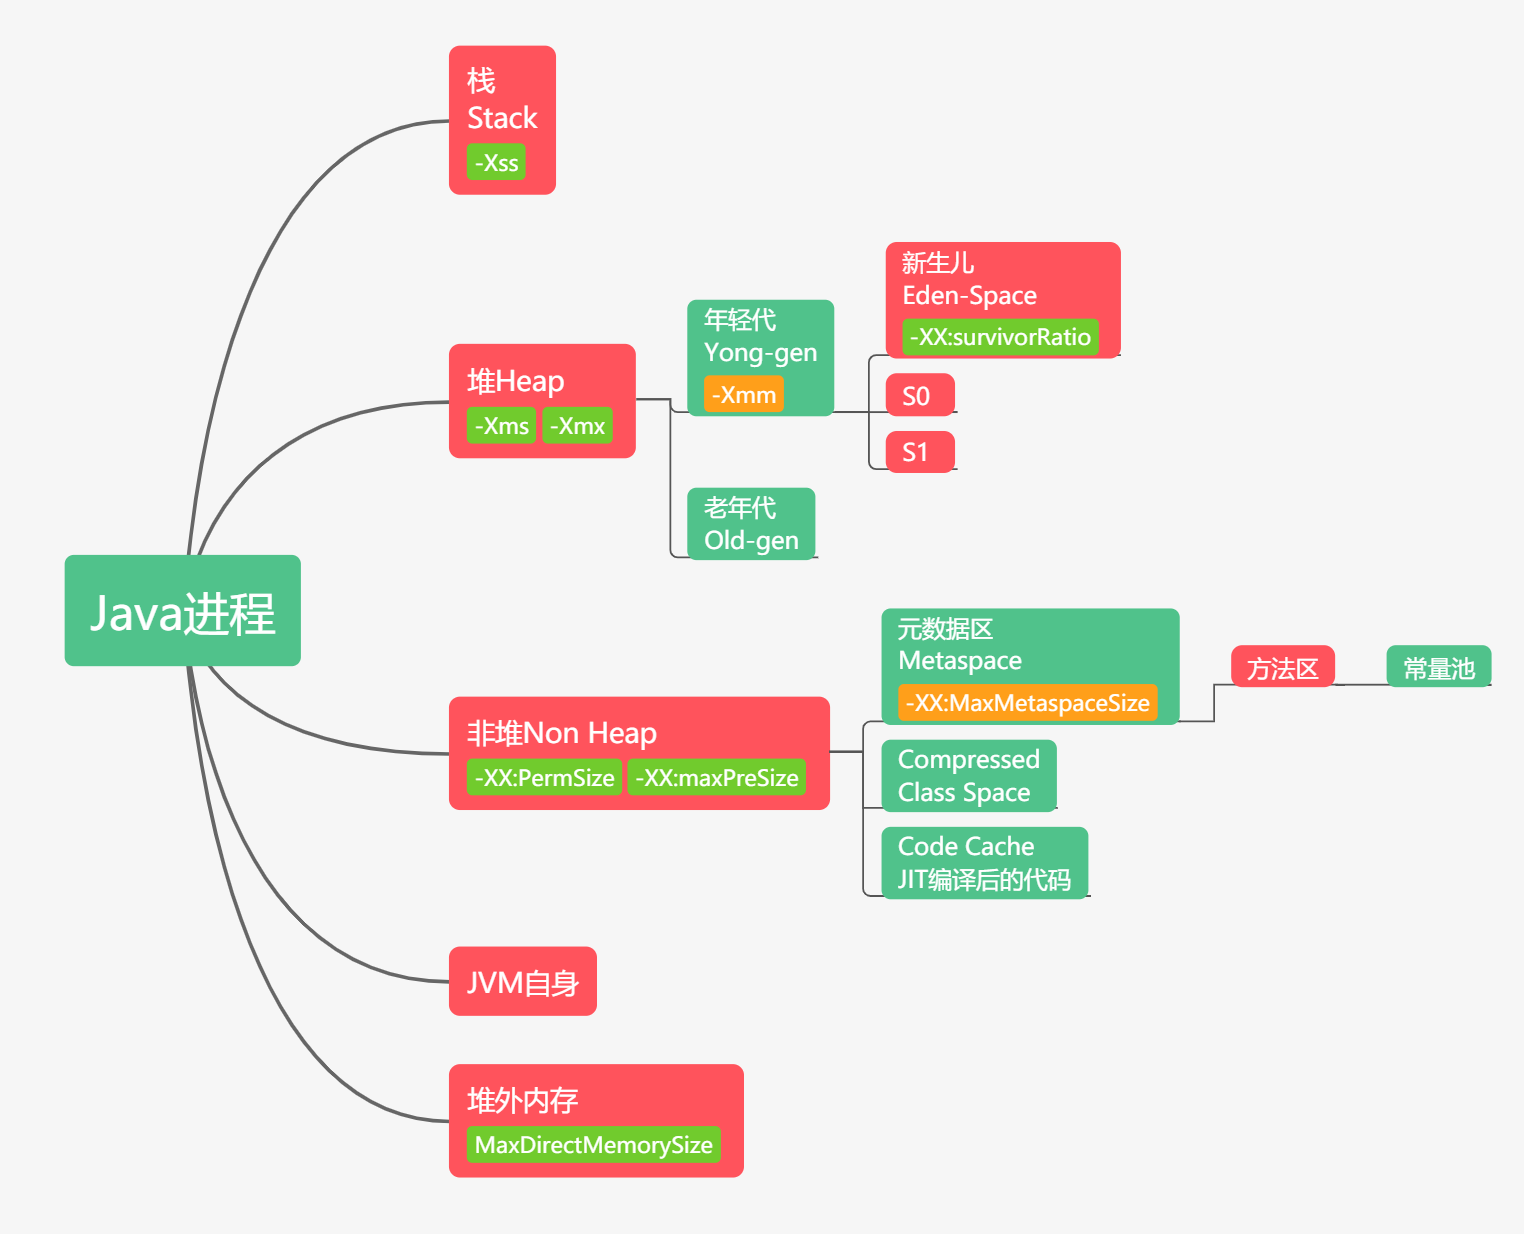 栈
Stack
-Xss
新生儿
Eden-Space
-XX:survivorRatio
年轻代
Yong-gen
-Xmm
S0
S1
堆Heap
-Xms -Xmx
老年代
Old-gen
Java进程
元数据区
Metaspace
-XX:MaxMetaspaceSize
方法区
常量池
非堆Non Heap
-XX:PermSize -XX:maxPreSize
Compressed
Class Space
Code Cache
JIT编译后的代码
JVM自身
堆外内存
MaxDirectMemorySize